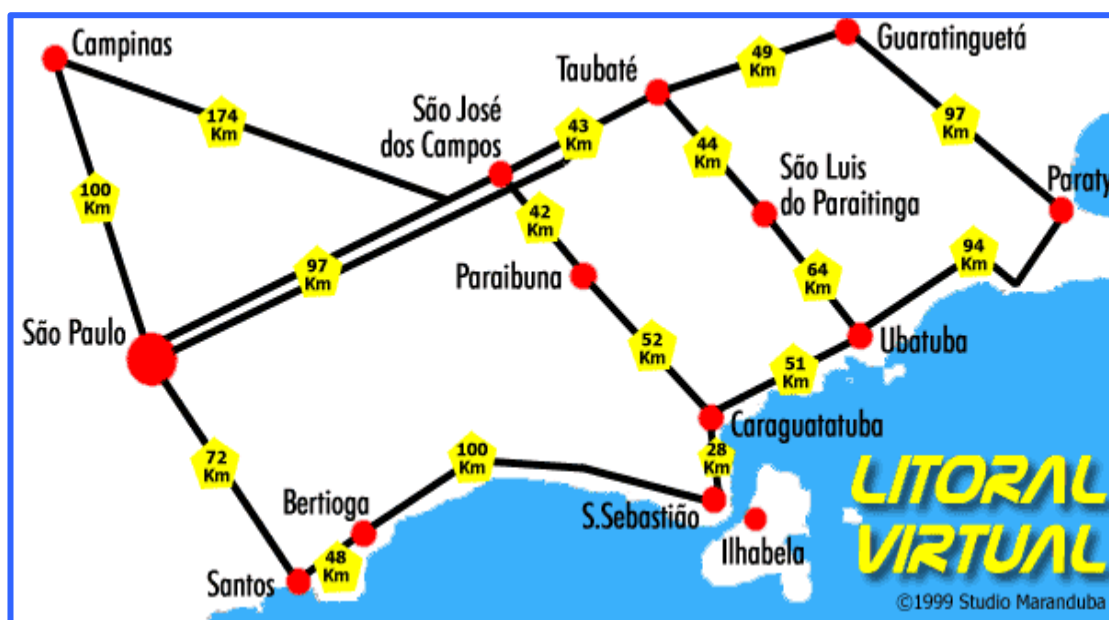 Campinas
Guaratinguetá
49
Km
Taubaté
174
Km
São José
dos Campos
43
Km
97
Km
44
Km
São Luis
do Paraitinga
Paraty
100
Km
42
Km
94
Km
97
Km
Paraibuna
64
Km
São Paulo
52
Km
Ubatuba
51
Km
Caraguatatuba
72
Km
100
Km
28
Km
Bertioga
S.Sebastião
Ilhabela
48
Km
Santos
LITORAL
VIRTUAL
©1999 Studio Maranduba